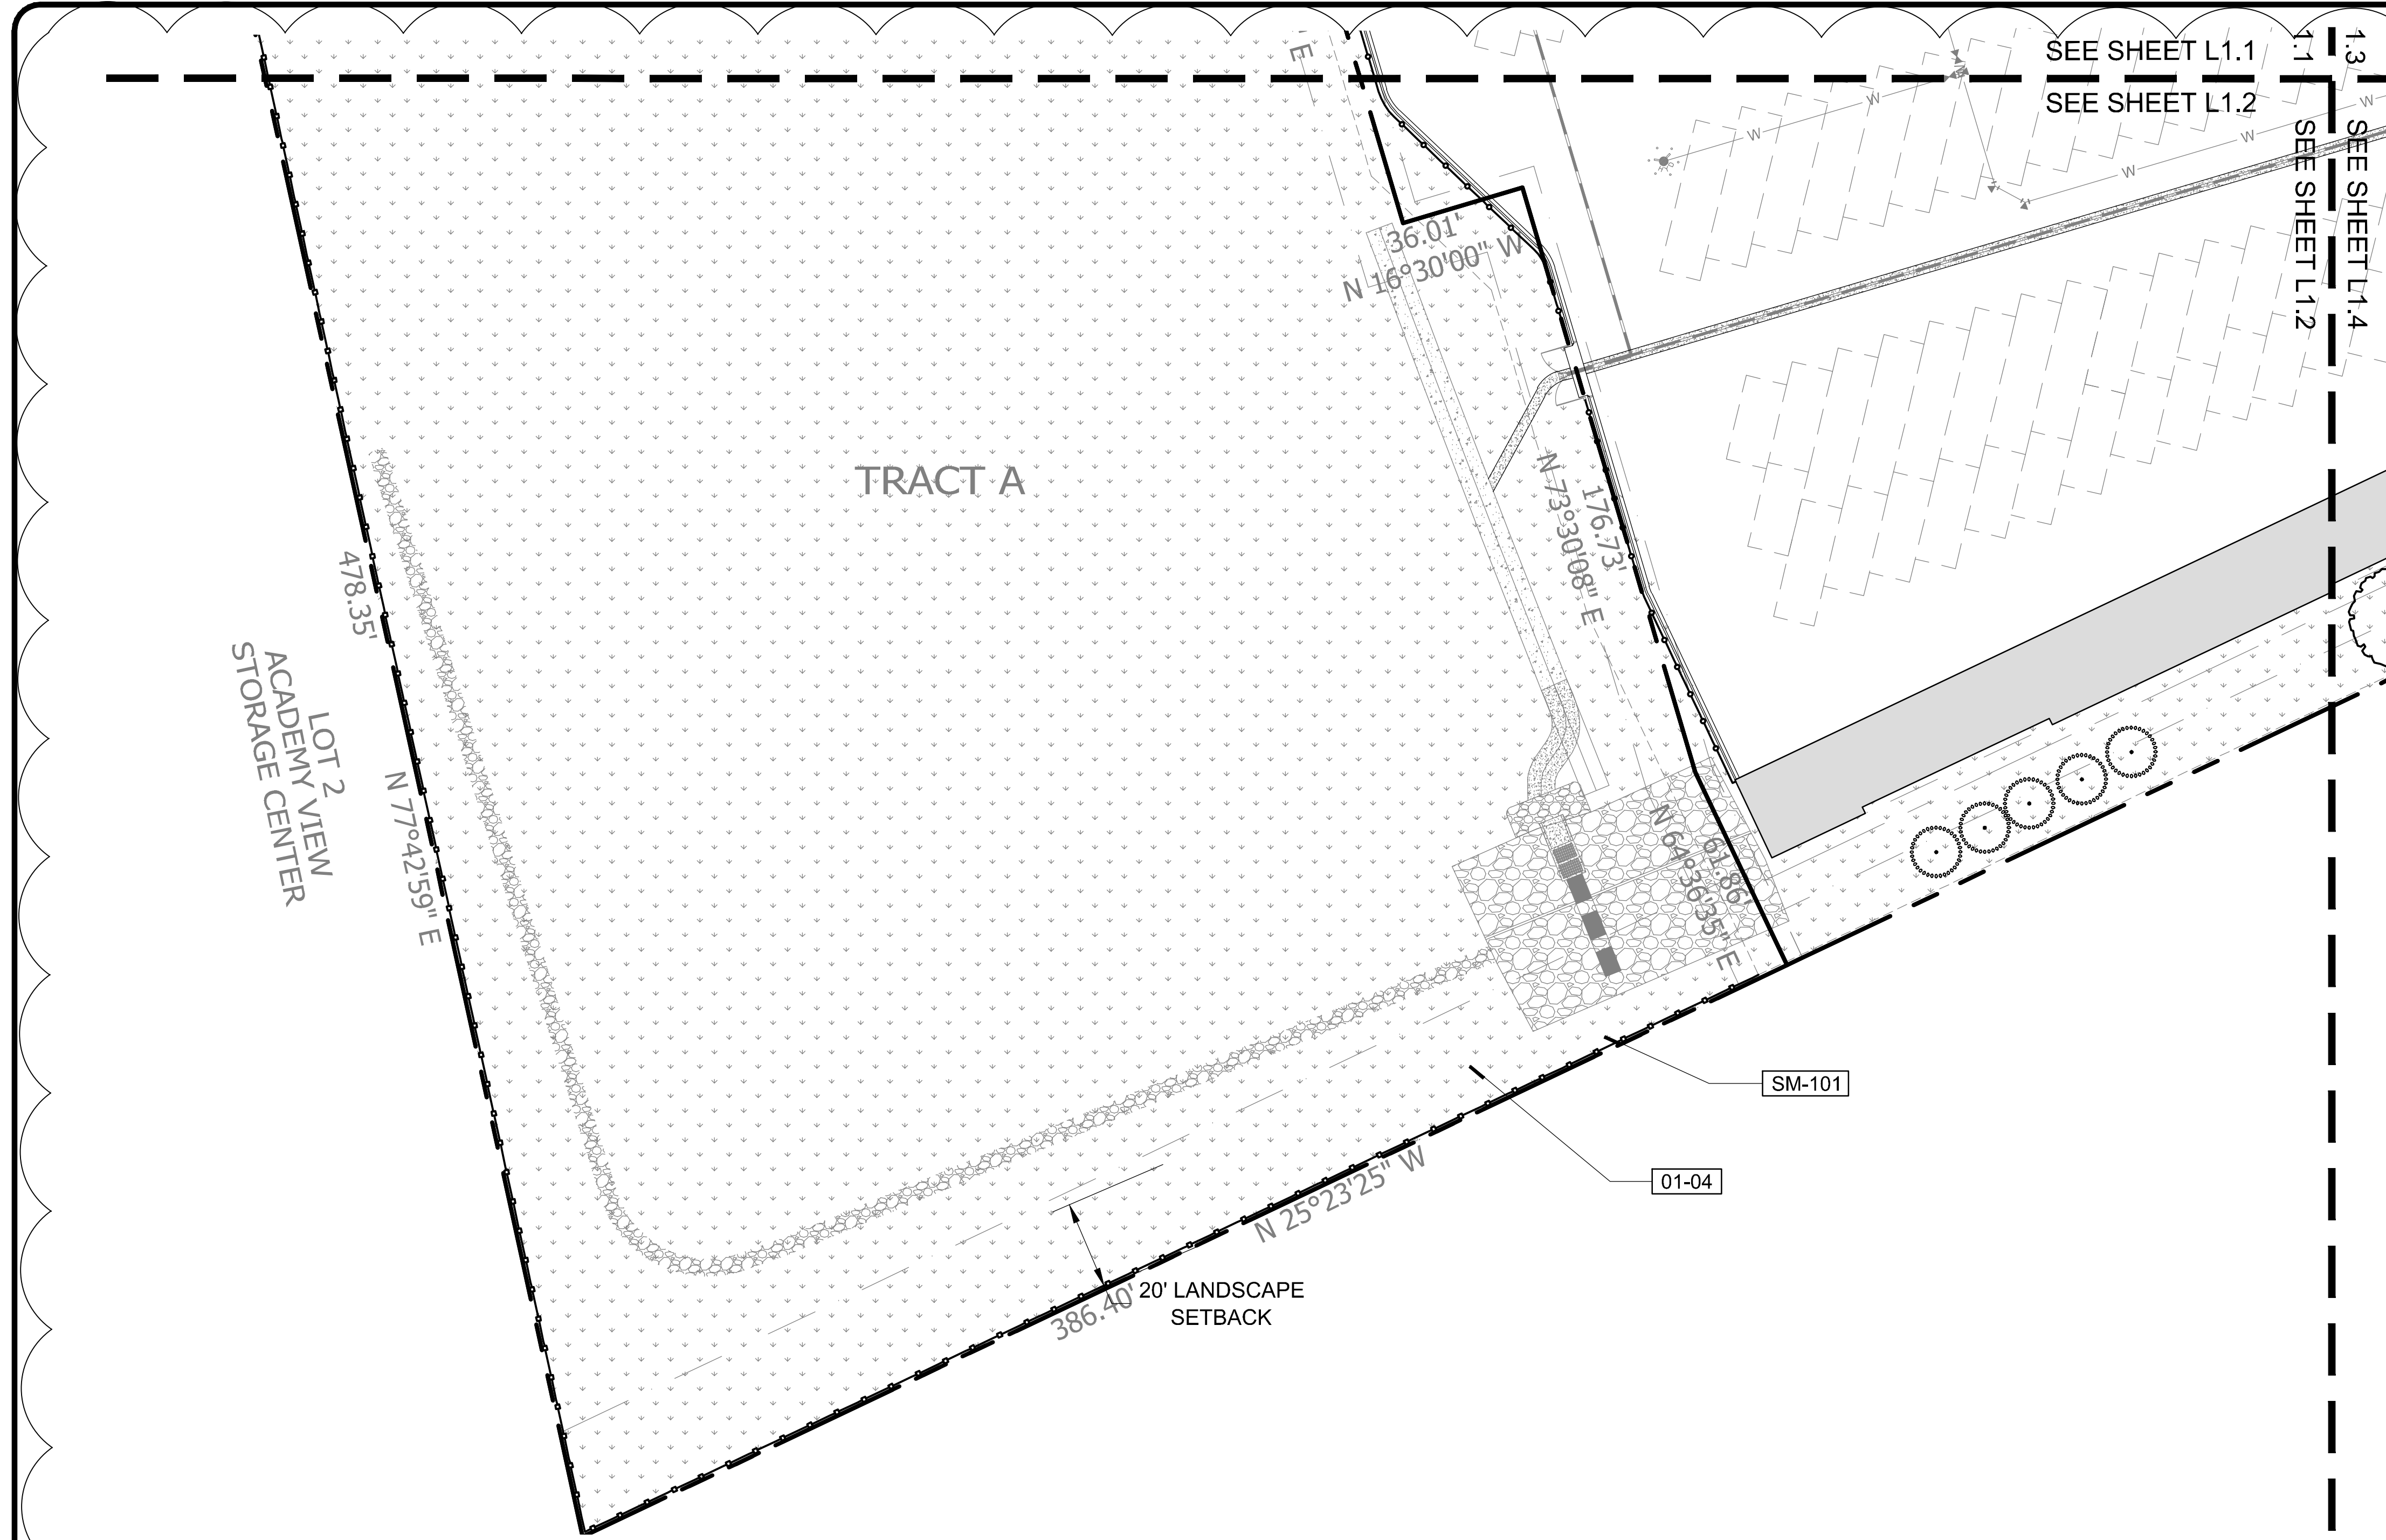 SEE SHEET L1.1
SEE SHEET L1.2
1.1
SEE SHEET L1.2
1.3
SEE SHEET L1.4
E
W
W
W
W
W
36.01'
N 16°30'00" W
TRACT A
176.73'
N 73°30'08" E
478.35'
N 77°42'59" E
LOT 2
ACADEMY VIEW
STORAGE CENTER
61.86'
N 64°36'35" E
SM-101
01-04
N 25°23'25" W
386.40'
20' LANDSCAPE
SETBACK